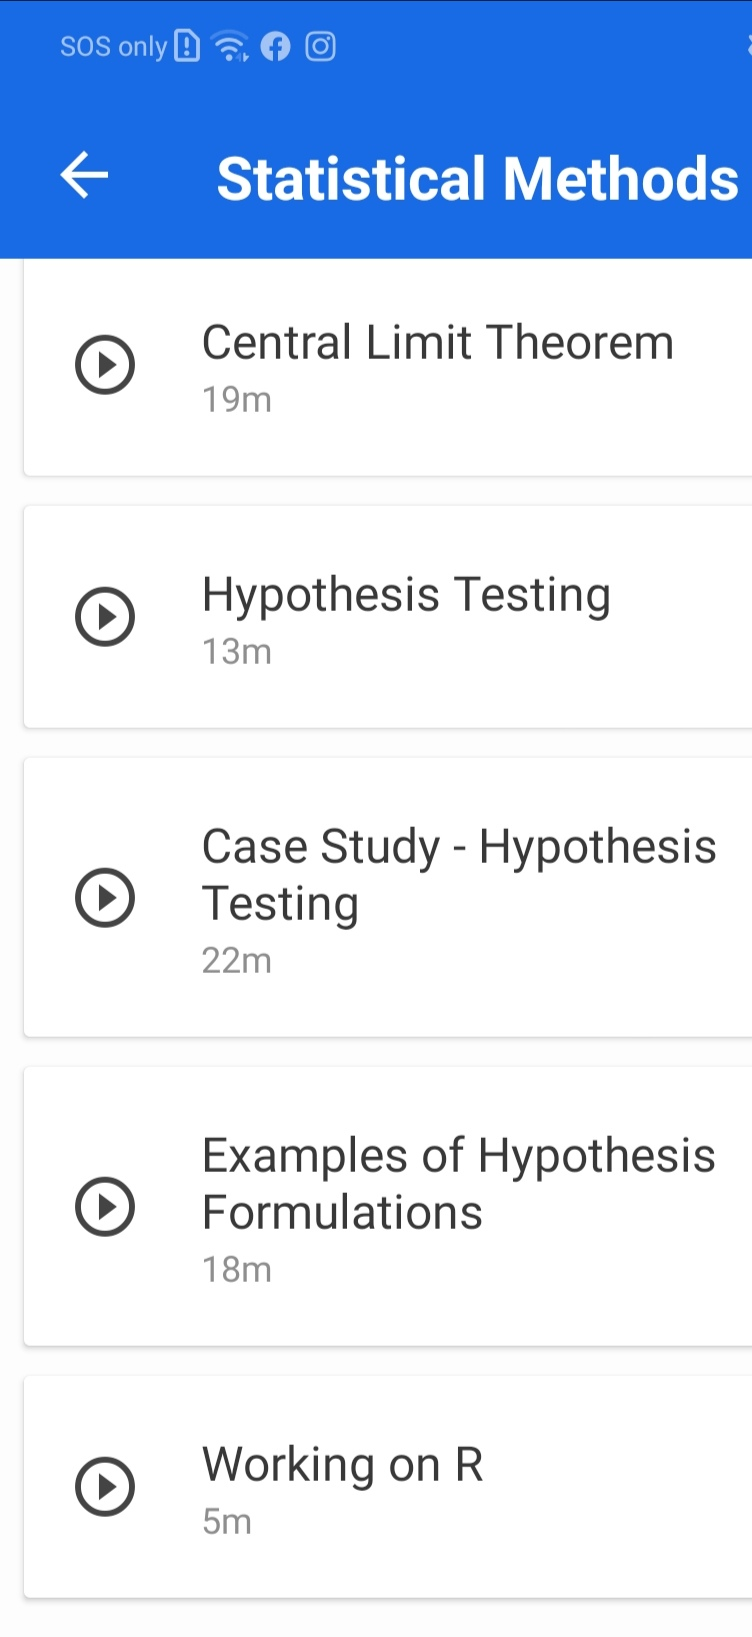 SOS only
Statistical Methods
Central Limit Theorem
19m
Hypothesis Testing
13m
Case Study - Hypothesis
Testing
22m
Examples of Hypothesis
Formulations
18m
Working on R
5m